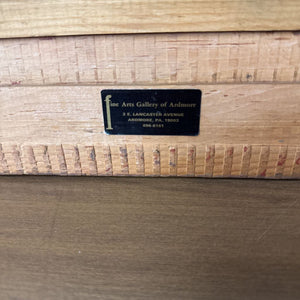 fine Arts Gallery of Ardmore
3 E. LANCASTER AVENUE
ARDMORE, PA. 19003
896-8161